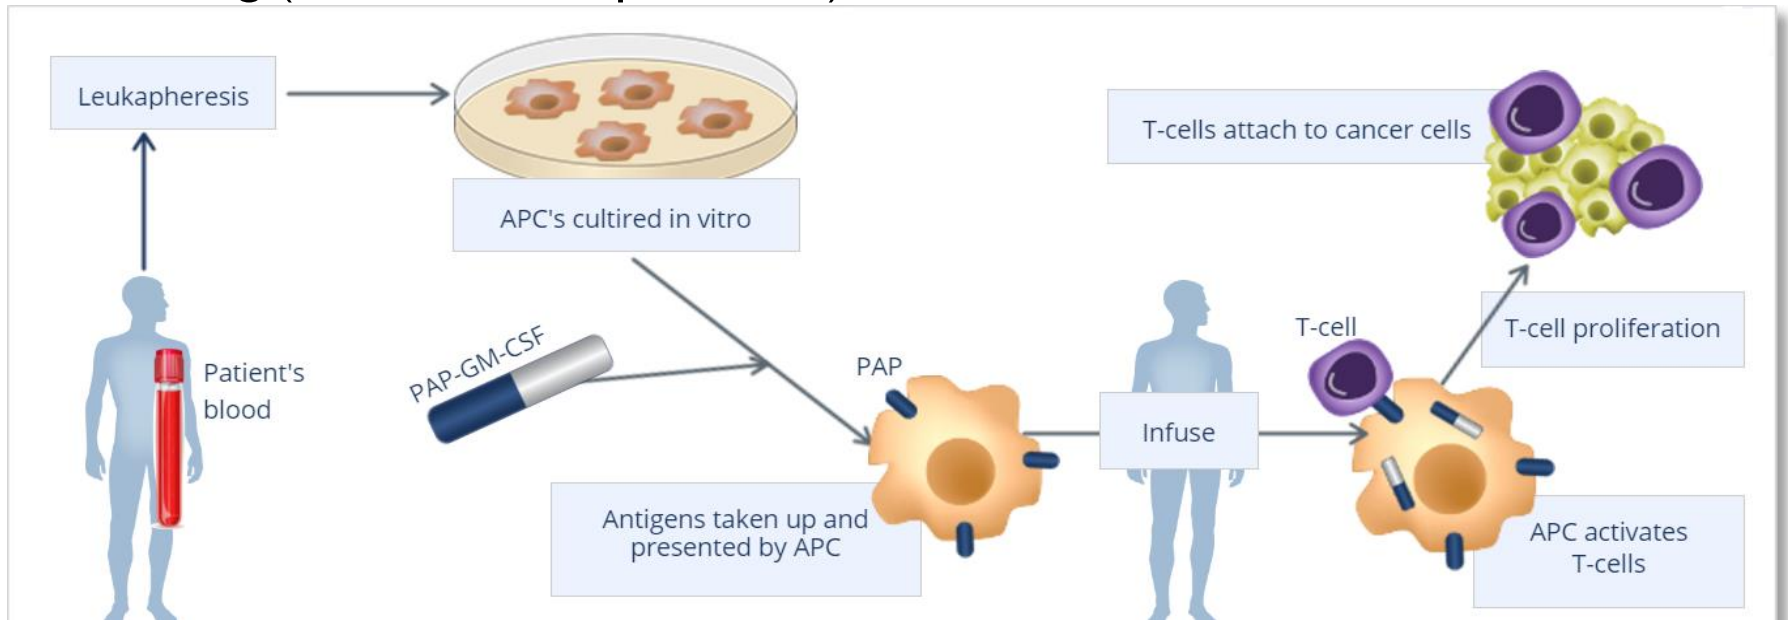 Leukapheresis
APC's cultired in vitro
T-cells attach to cancer cells
Patient's
blood
PAP-GM-CSF
PAP
Antigens taken up and
presented by APC
Infuse
T-cell
T-cell proliferation
APC activates
T-cells